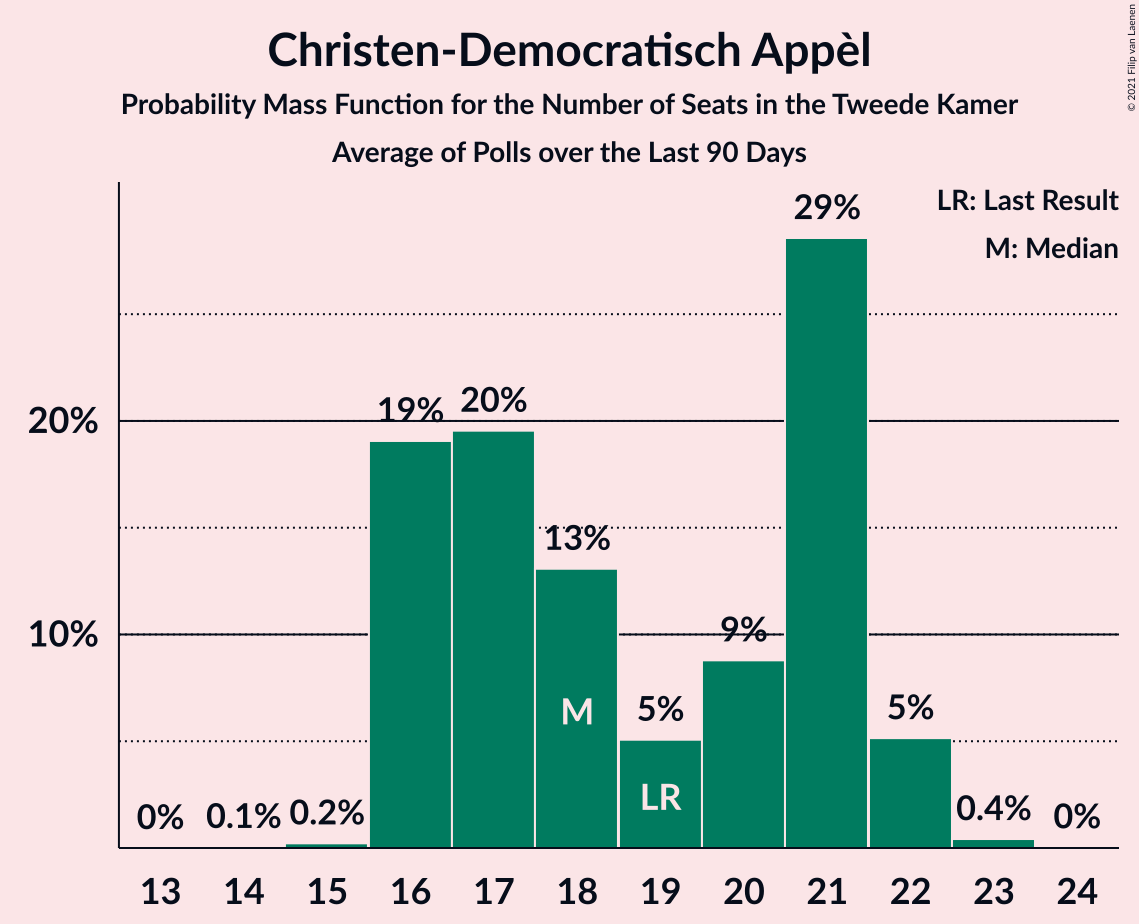 Christen-Democratisch Appèl
Probability Mass Function for the Number of Seats in the Tweede Kamer
Average of Polls over the Last 90 Days
© 2021 Filip van Laenen
LR: Last Result
M: Median
20%
10%
0%
0.1%
0.2%
19%
20%
13%
5%
9%
29%
5%
0.4%
0%
M
LR
13 14 15 16 17 18 19 20 21 22 23 24